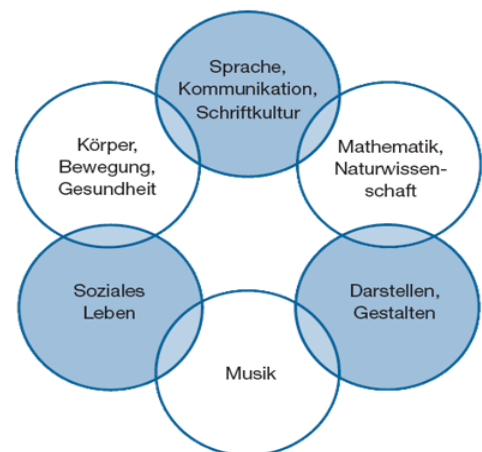 Sprache,
Kommunikation,
Schriftkultur
Körper,
Bewegung,
Gesundheit
Mathematik,
Naturwissen-
schaft
Soziales
Leben
Darstellen,
Gestalten
Musik